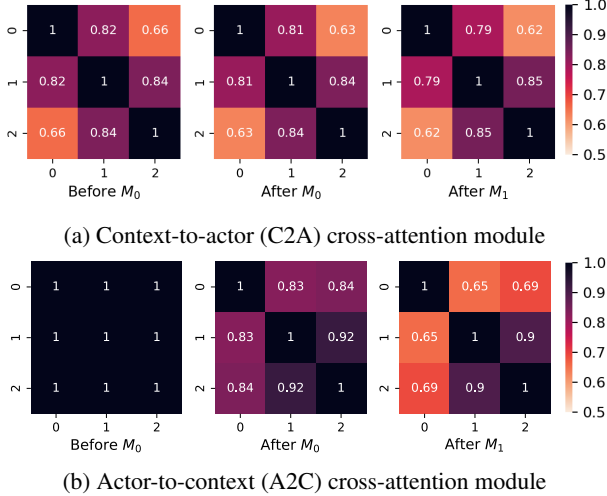 0 1 0.82 0.66 1 0.81 0.63 1 0.79 0.62 1.0
0.9
1 0.82 1 0.84 0.81 1 0.84 0.79 1 0.85 0.8
0.7
2 0.66 0.84 1 0.63 0.84 1 0.62 0.85 1 0.6
0.5
0 1 2 0 1 2 0 1 2
Before M₀ After M₀ After M₁
(a) Context-to-actor (C2A) cross-attention module
0 1 1 1 1 0.83 0.84 1 0.65 0.69 1.0
0.9
1 1 1 1 0.83 1 0.92 0.65 1 0.9 0.8
0.7
2 1 1 1 0.84 0.92 1 0.69 0.9 1 0.6
0.5
0 1 2 0 1 2 0 1 2
Before M₀ After M₀ After M₁
(b) Actor-to-context (A2C) cross-attention module